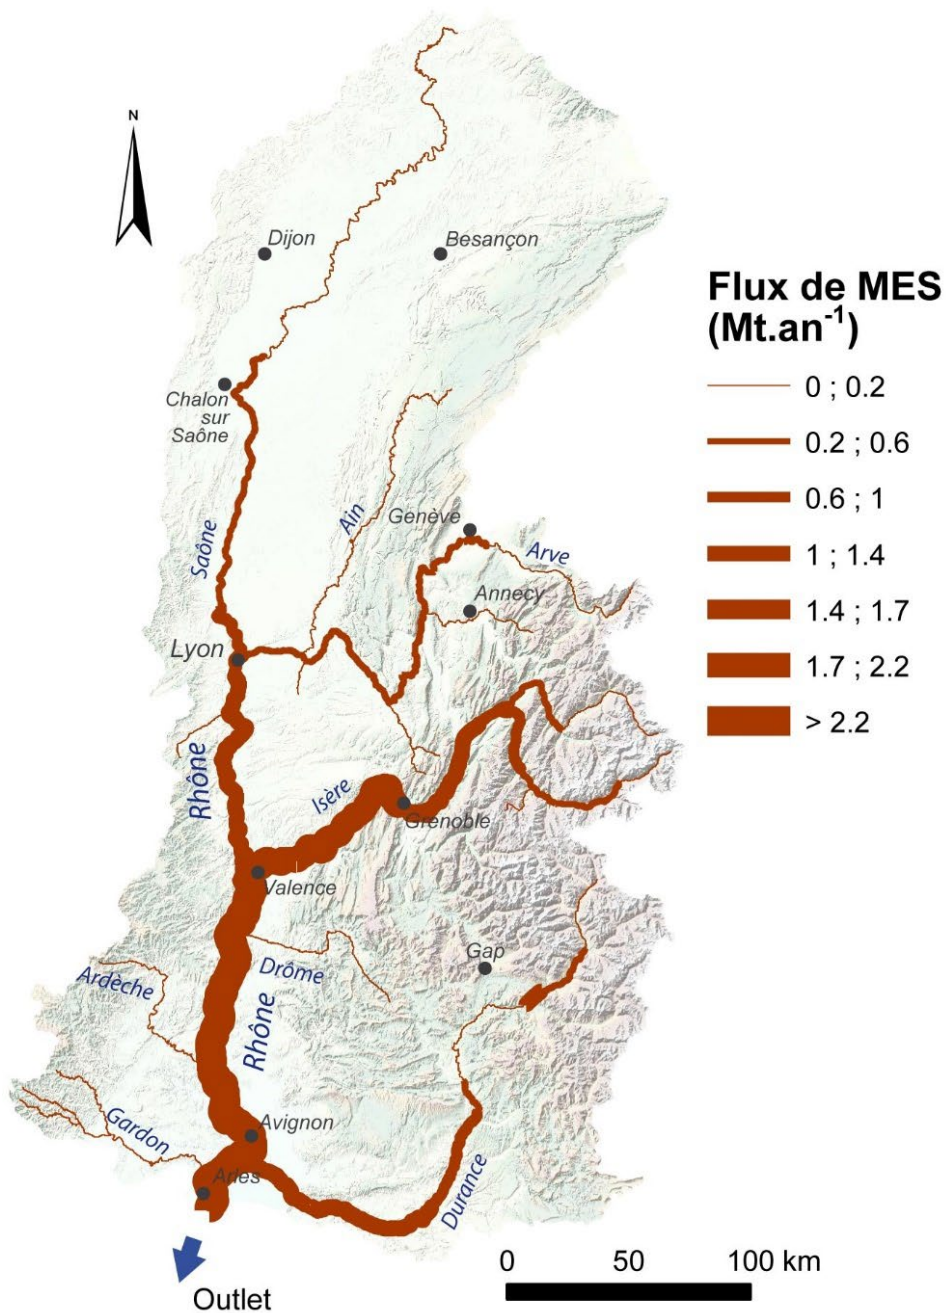 N
Dijon
Besançon
Flux de MES
(Mt.an⁻¹)
0 ; 0.2
0.2 ; 0.6
0.6 ; 1
1 ; 1.4
1.4 ; 1.7
1.7 ; 2.2
> 2.2
Chalon
sur
Saône
Saône
Ain
Genève
Arve
Annecy
Lyon
Rhône
Isère
Grenoble
Valence
Gap
Drôme
Ardèche
Rhône
Avignon
Gardon
Arles
Durance
0 50 100 km
Outlet